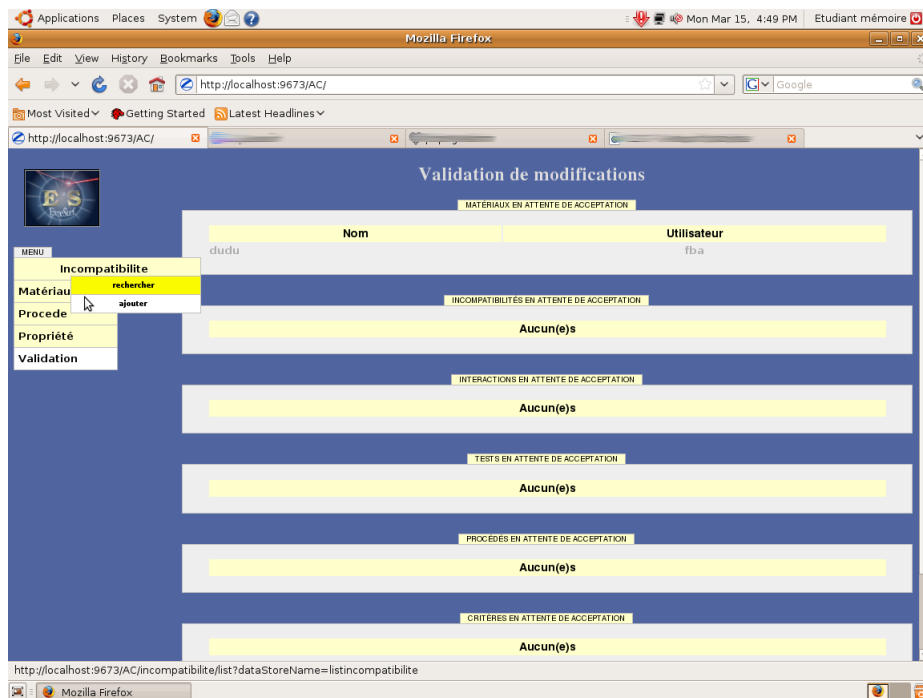 Applications Places System Mon Mar 15, 4:49 PM Etudiant mémoire
Mozilla Firefox
File Edit View History Bookmarks Tools Help
http://localhost:9673/AC/ G Google
Most Visited Getting Started Latest Headlines
http://localhost:9673/AC/
Validation de modifications
E S
MATÉRIAUX EN ATTENTE DE ACCEPTATION
Nom Utilisateur
dudu fba
MENU
Incompatibilite
rechercher
Matériau
ajouter
Procede
Propriété
Validation
INCOMPATIBILITÉS EN ATTENTE DE ACCEPTATION
Aucun(e)s
INTERACTIONS EN ATTENTE DE ACCEPTATION
Aucun(e)s
TESTS EN ATTENTE DE ACCEPTATION
Aucun(e)s
PROCÉDÉS EN ATTENTE DE ACCEPTATION
Aucun(e)s
CRITÈRES EN ATTENTE DE ACCEPTATION
Aucun(e)s
http://localhost:9673/AC/incompatibilite/list?dataStoreName=listincompatibilite
Mozilla Firefox